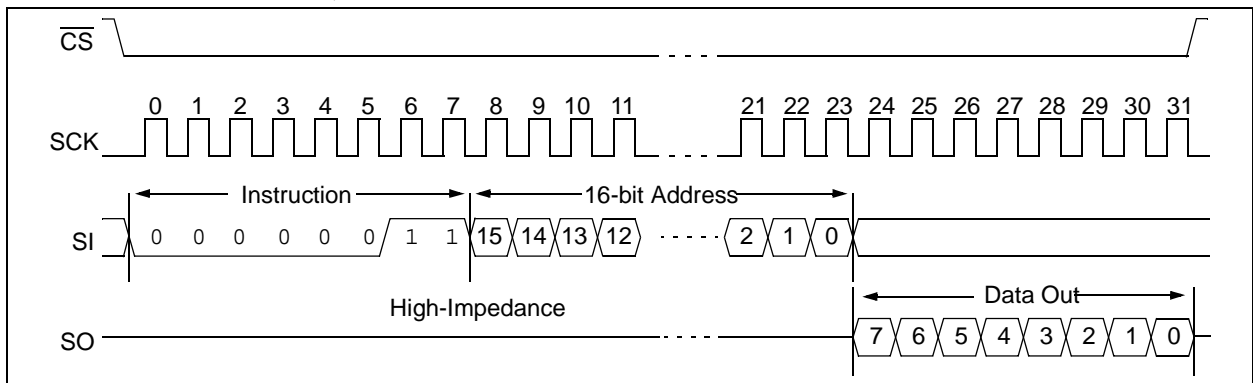 CS
0 1 2 3 4 5 6 7 8 9 10 11 21 22 23 24 25 26 27 28 29 30 31
SCK
Instruction 16-bit Address
SI 0 0 0 0 0 0 1 1 15 14 13 12 2 1 0
High-Impedance Data Out
SO 7 6 5 4 3 2 1 0